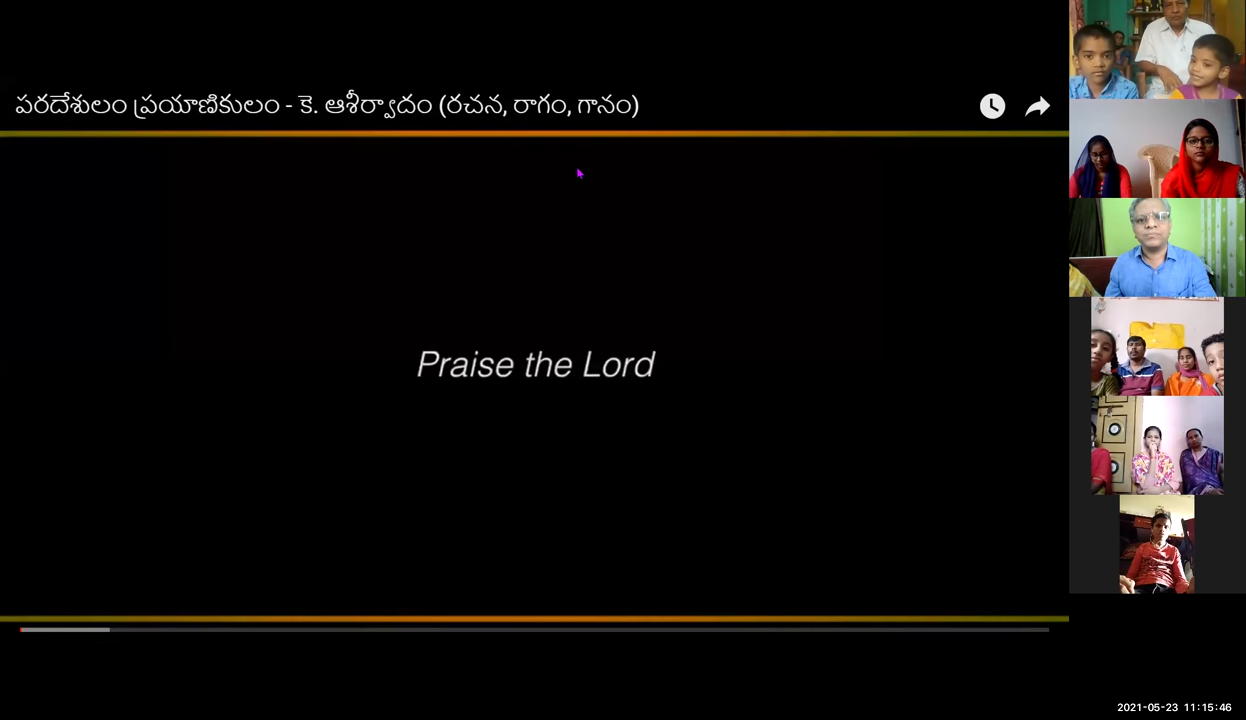 పరదేశులం ప్రయాణికులం - కె. ఆశీర్వాదం (రచన, రాగం, గానం)
Praise the Lord
2021-05-23 11:15:46